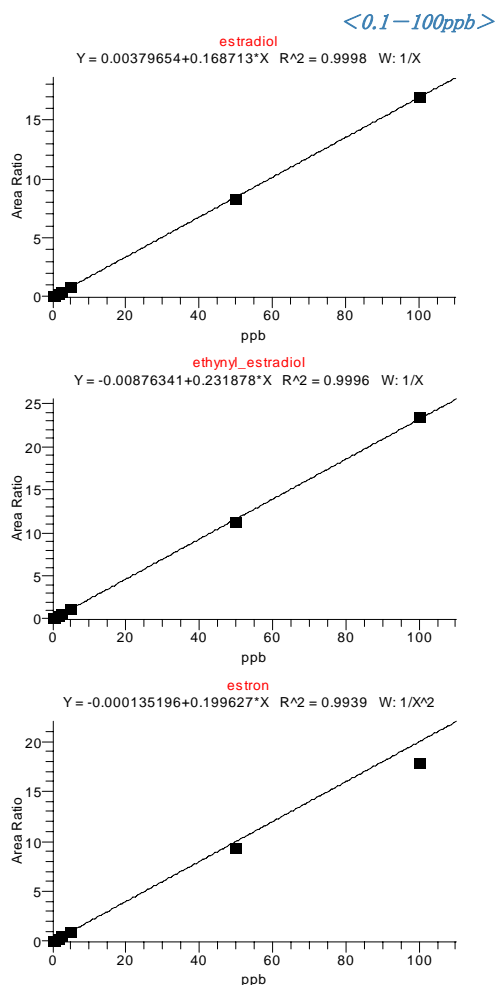 <0.1−100ppb>
estradiol
Y = 0.00379654+0.168713*X R^2 = 0.9998 W: 1/X
15
10
5
0
Area Ratio
0 20 40 60 80 100
ppb
ethynyl_estradiol
Y = -0.00876341+0.231878*X R^2 = 0.9996 W: 1/X
25
20
15
10
5
0
Area Ratio
0 20 40 60 80 100
ppb
estron
Y = -0.000135196+0.199627*X R^2 = 0.9939 W: 1/X^2
20
15
10
5
0
Area Ratio
0 20 40 60 80 100
ppb